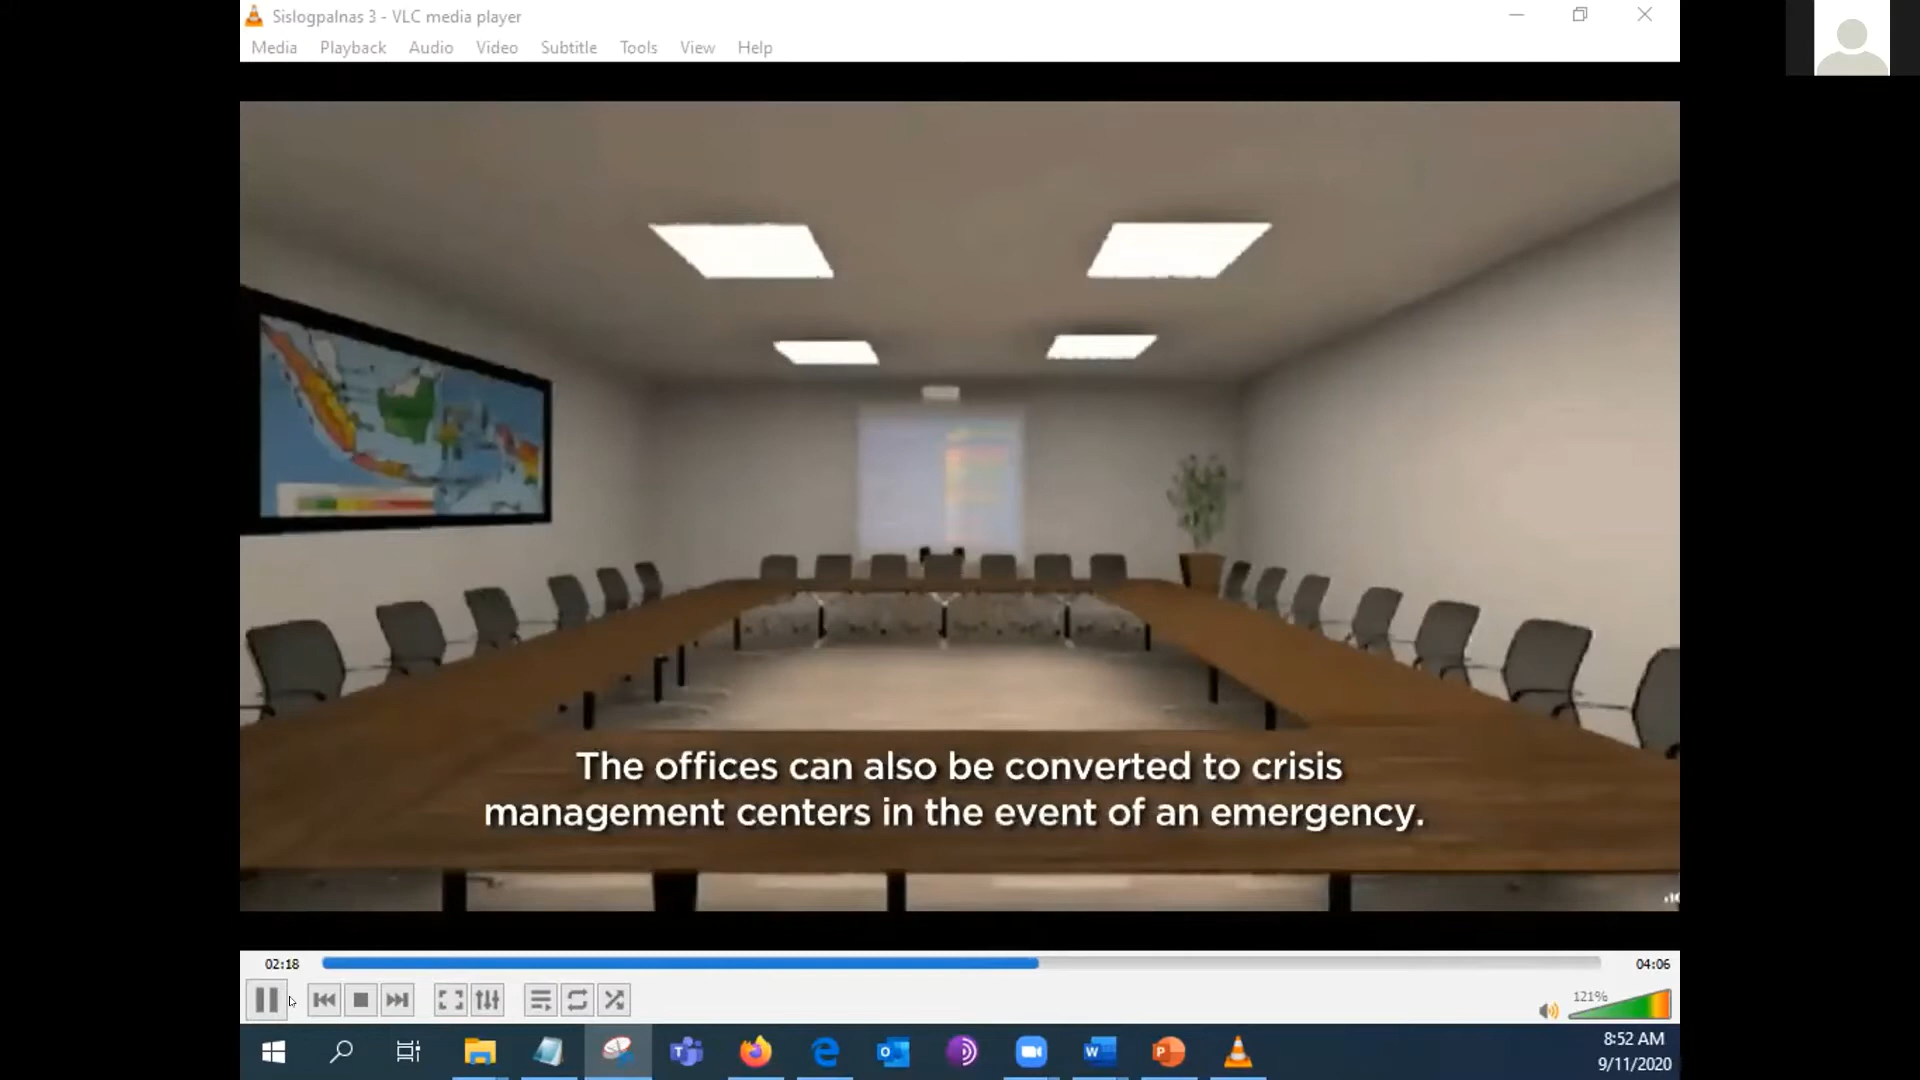 Sislogpalnas 3 - VLC media player
Media Playback Audio Video Subtitle Tools View Help
The offices can also be converted to crisis
management centers in the event of an emergency.
02:18
04:06
121%
8:52 AM
9/11/2020